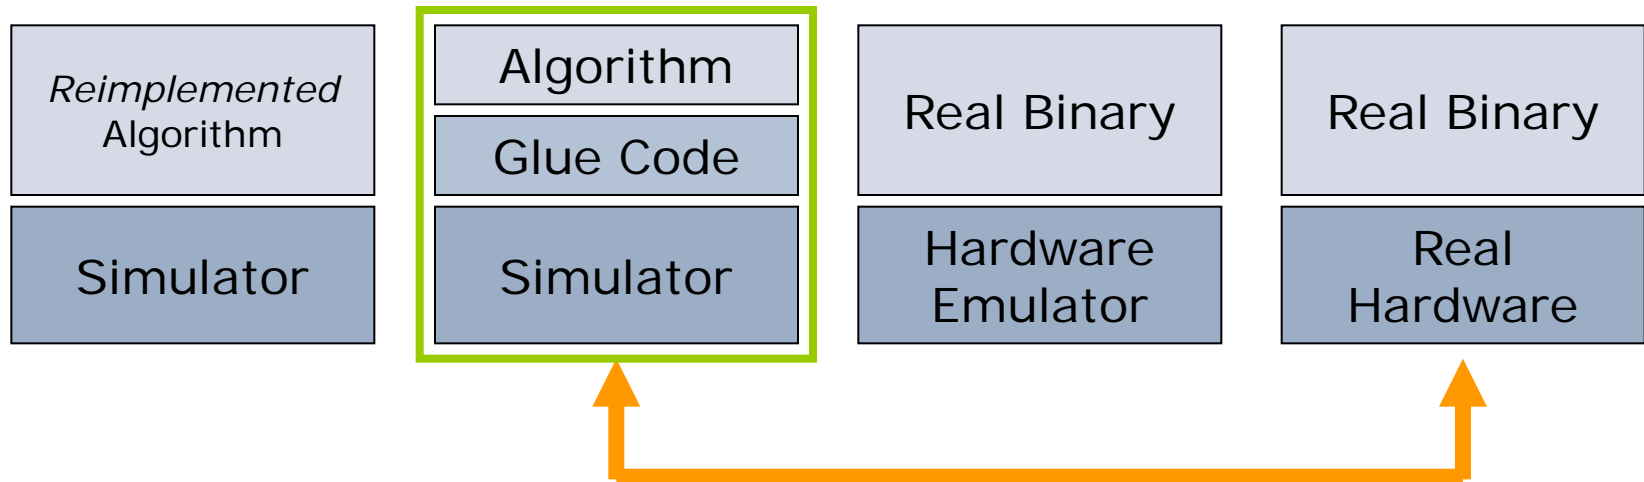 Reimplemented
Algorithm
Simulator
Algorithm
Glue Code
Simulator
Real Binary
Hardware
Emulator
Real Binary
Real
Hardware